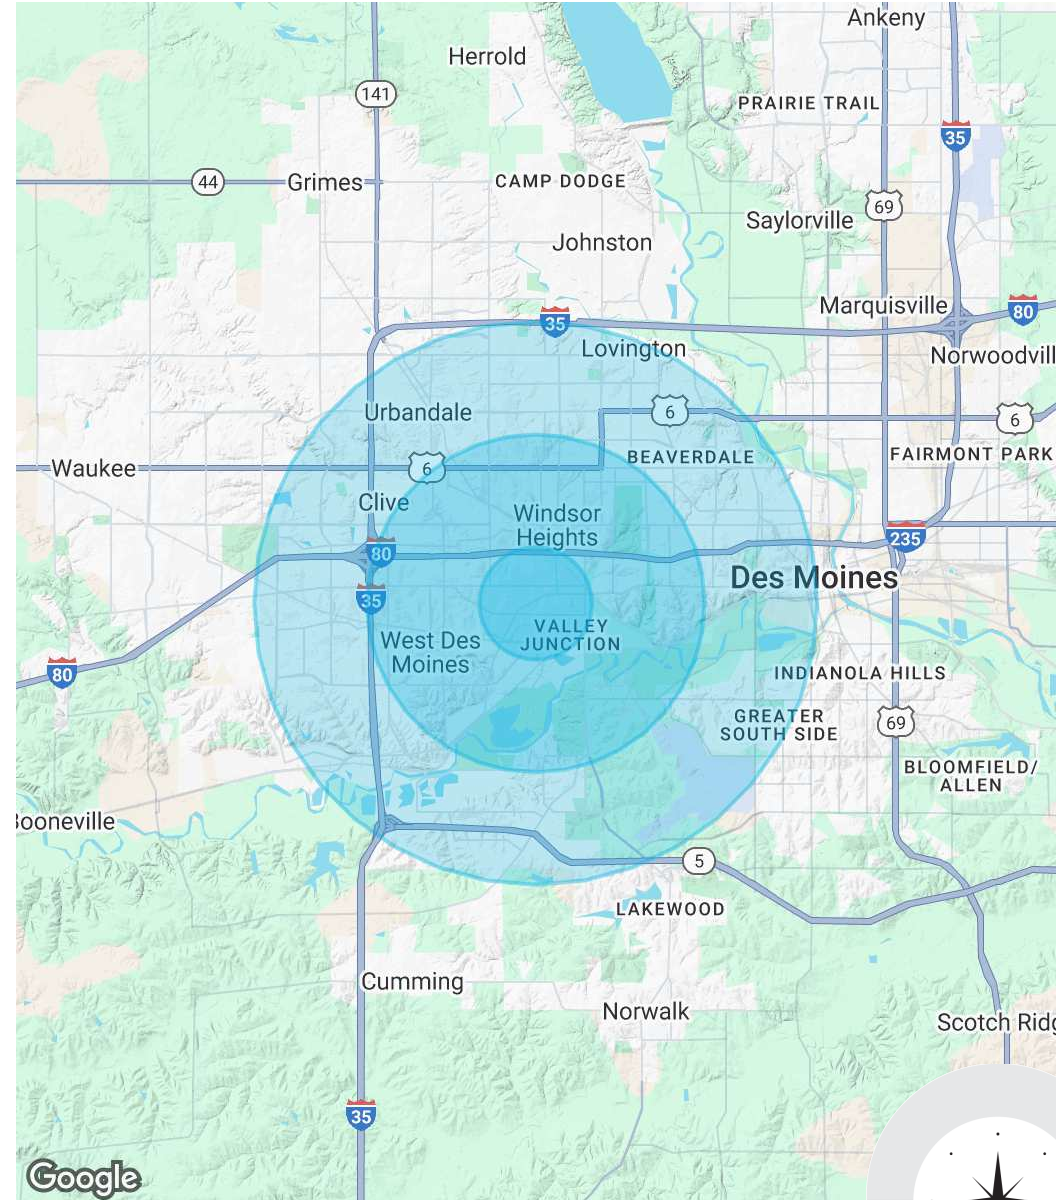 Ankeny
Herrold
141
PRAIRIE TRAIL
35
44
Grimes
CAMP DODGE
69
Saylorville
Johnston
Marquisville
80
35
Lovington
Norwoodvill
Urbandale
6
6
Waukee
6
BEAVERDALE
FAIRMONT PARK
Clive
Windsor
Heights
235
80
Des Moines
35
VALLEY
JUNCTION
West Des
Moines
80
INDIANOLA HILLS
GREATER
SOUTH SIDE
69
BLOOMFIELD/
ALLEN
Booneville
5
LAKEWOOD
Cumming
Norwalk
Scotch Ridg
35
Google